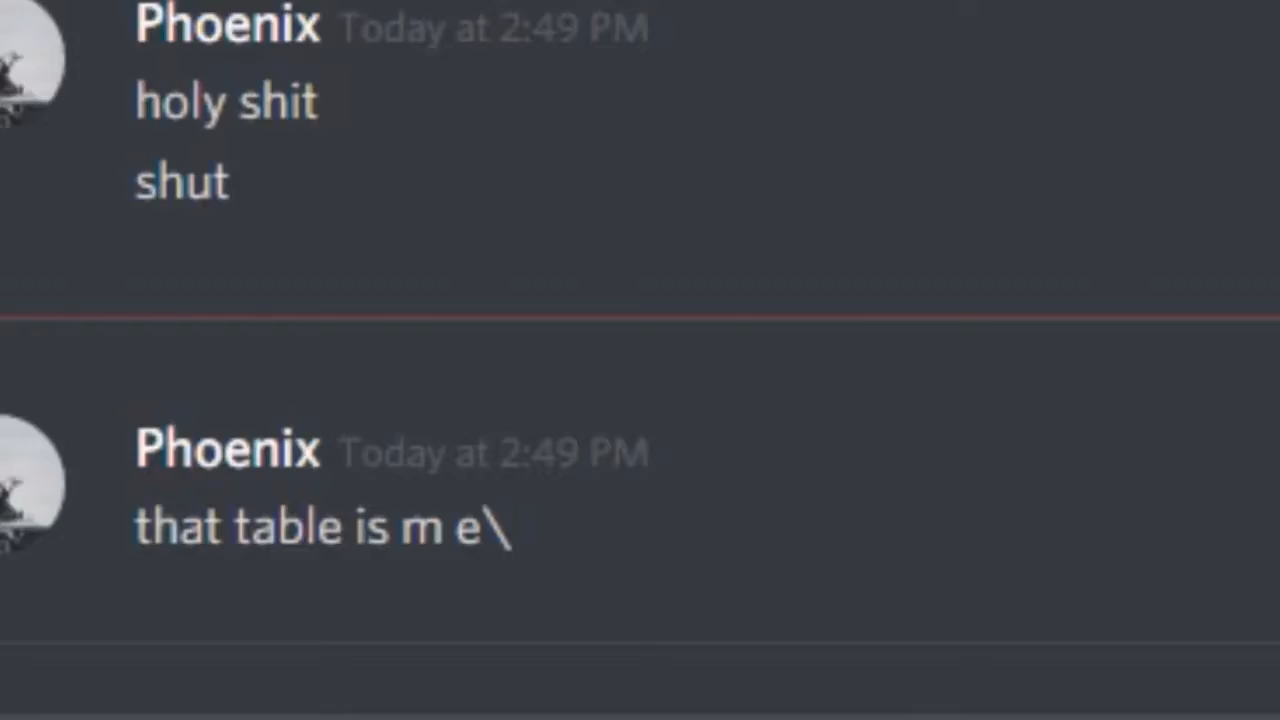 Phoenix Today at 2:49 PM
holy shit
shut
Phoenix Today at 2:49 PM
that table is m e\